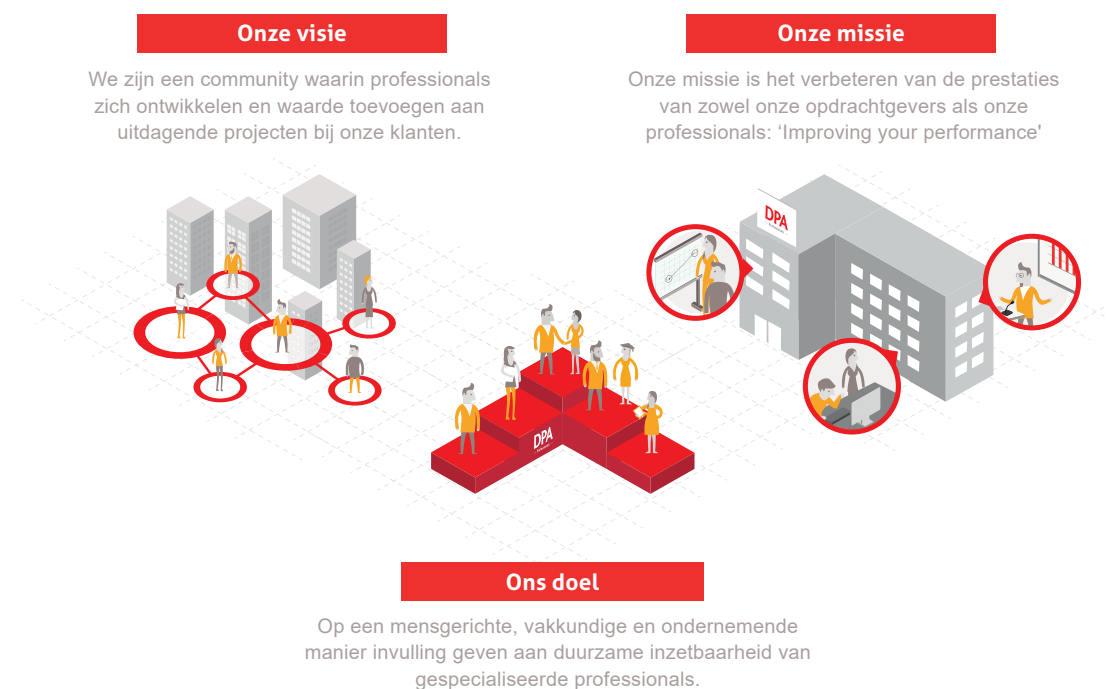 Onze visie
We zijn een community waarin professionals
zich ontwikkelen en waarde toevoegen aan
uitdagende projecten bij onze klanten.
Onze missie
Onze missie is het verbeteren van de prestaties
van zowel onze opdrachtgevers als onze
professionals: ‘Improving your performance'
DPA
DPA
Ons doel
Op een mensgerichte, vakkundige en ondernemende
manier invulling geven aan duurzame inzetbaarheid van
gespecialiseerde professionals.